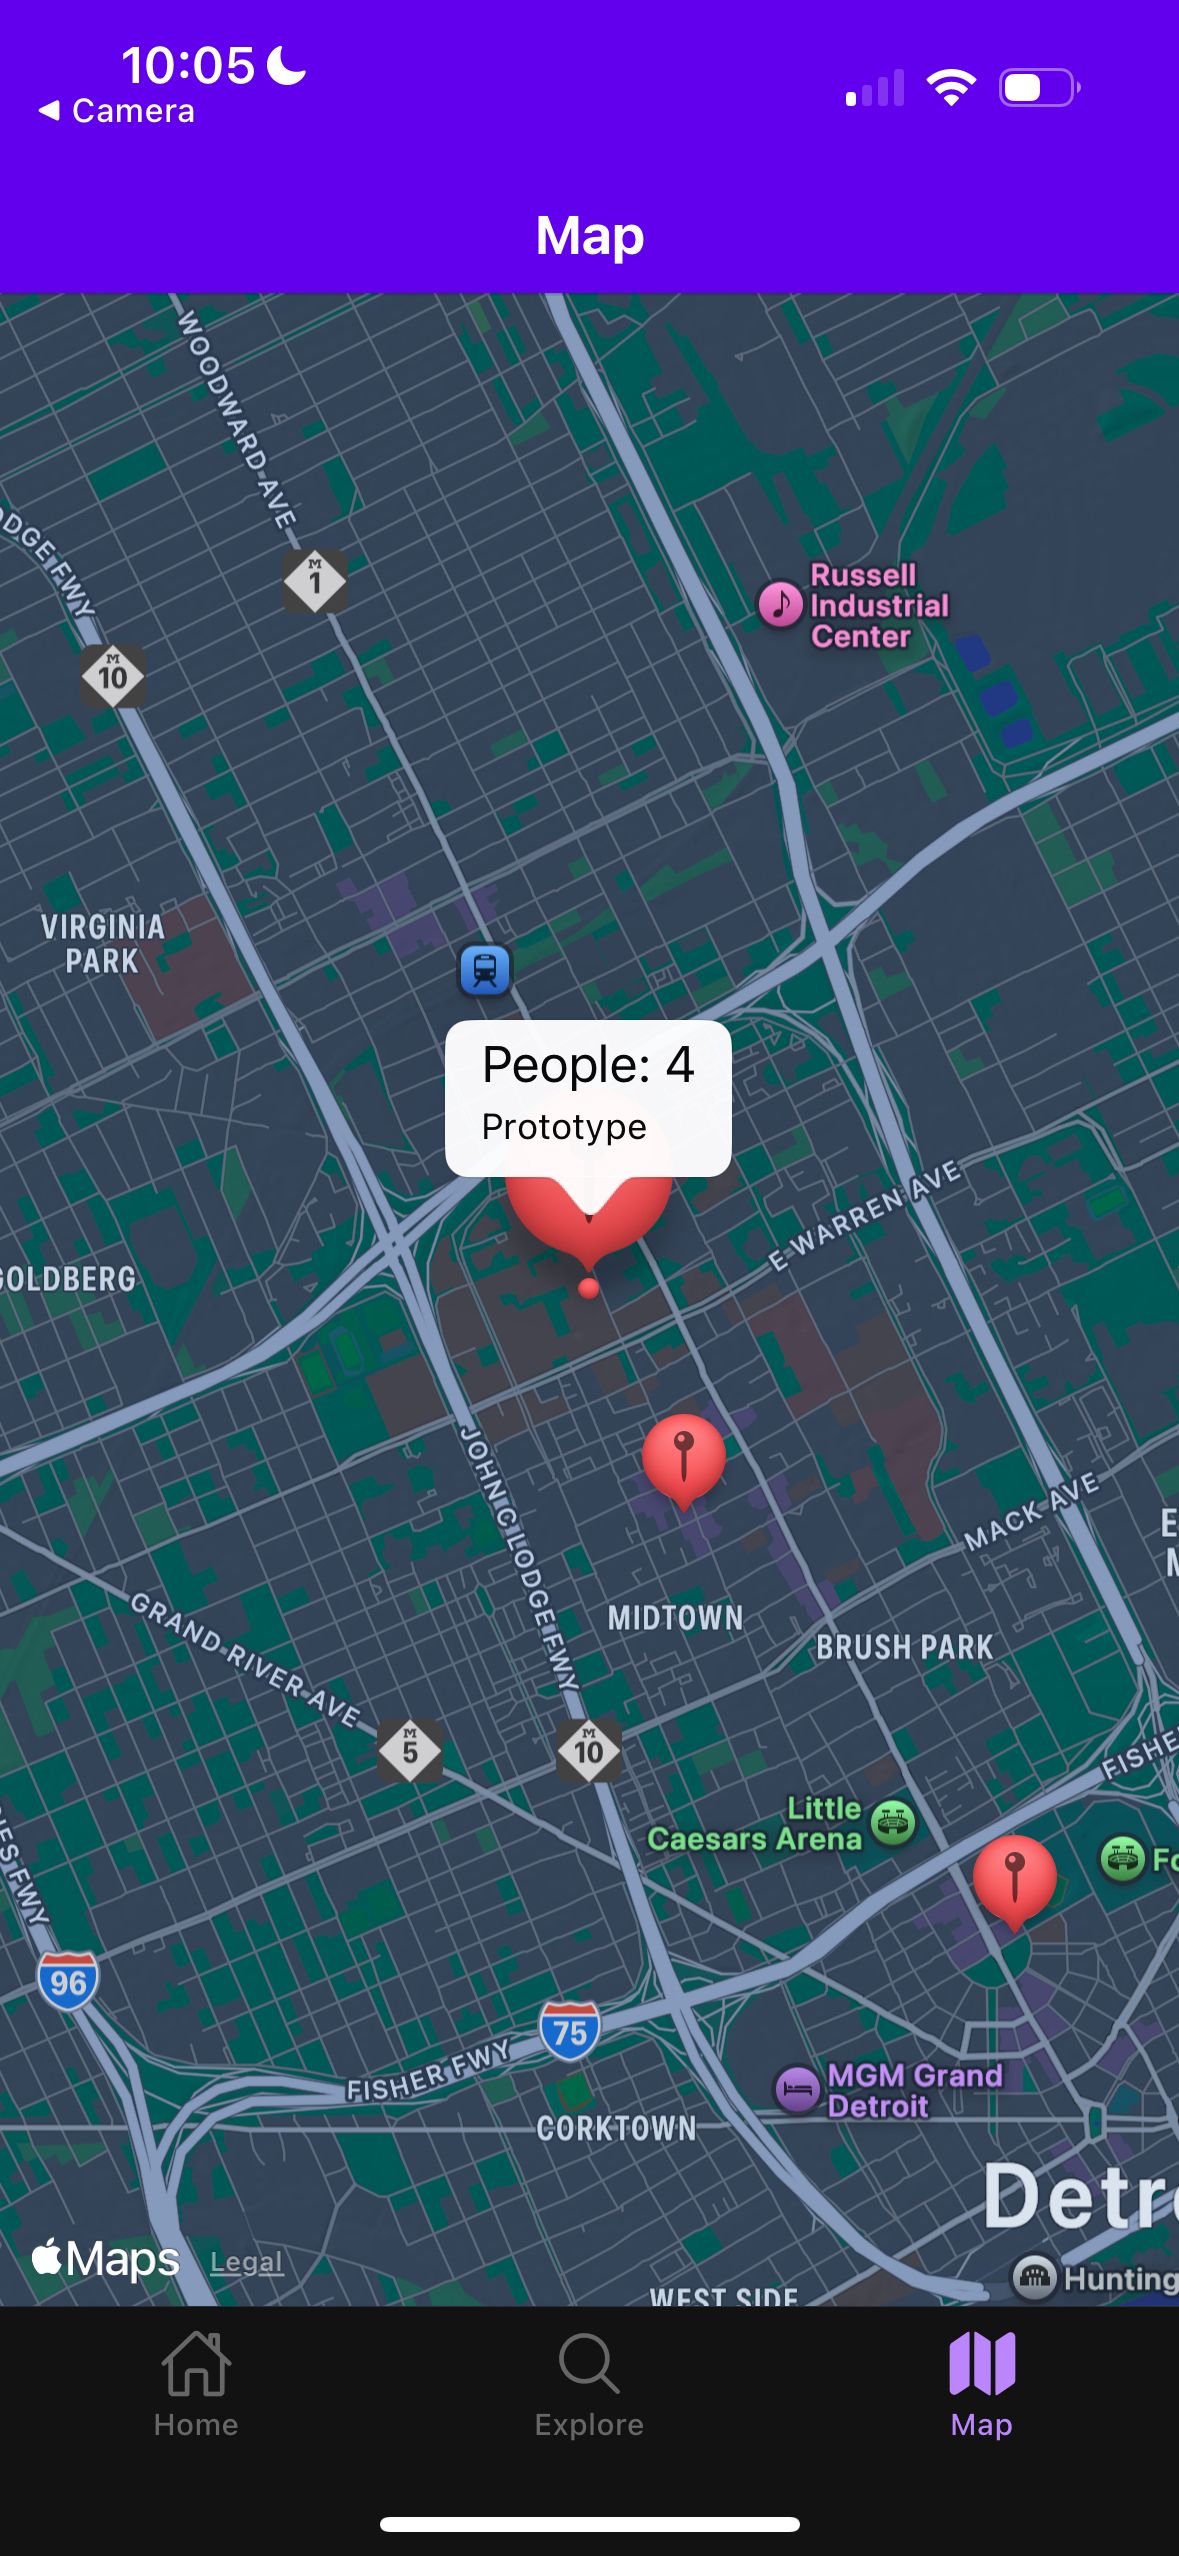 10:05
Camera
Map
WOODWARD AVE
DODGE FWY
M
1
M
10
Russell
Industrial
Center
VIRGINIA
PARK
People: 4
Prototype
E WARREN AVE
GOLDBERG
JOHN C LODGE FWY
MACK AVE
GRAND RIVER AVE
MIDTOWN
BRUSH PARK
M
5
M
10
FISHE
Little
Caesars Arena
Fo
IES FWY
96
75
FISHER FWY
MGM Grand
Detroit
CORKTOWN
Detr
Maps
Legal
Hunting
WEST SIDE
Home
Explore
Map